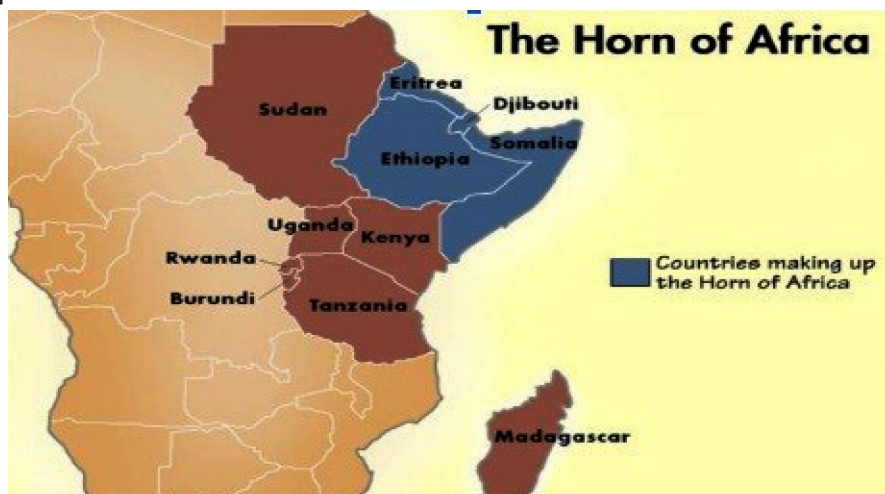 The Horn of Africa
Eritrea
Djibouti
Sudan
Somalia
Ethiopia
Uganda
Kenya
Rwanda
Countries making up
the Horn of Africa
Burundi
Tanzania
Madagascar